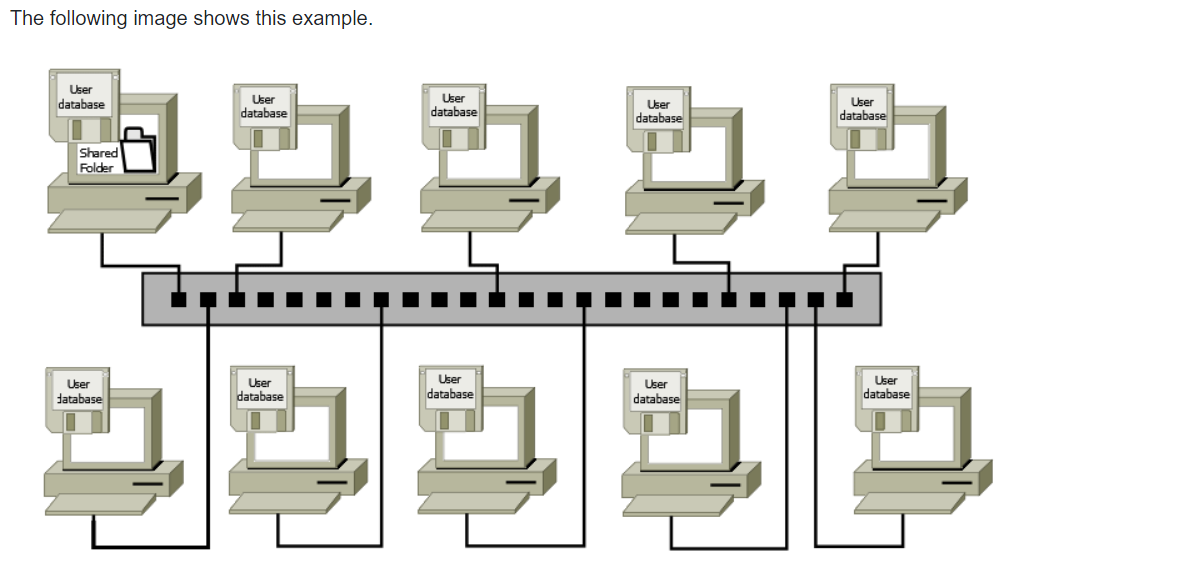 The following image shows this example.
User
database
Shared
Folder
User
database
User
database
User
database
User
database
User
database
User
database
User
database
User
database
User
database